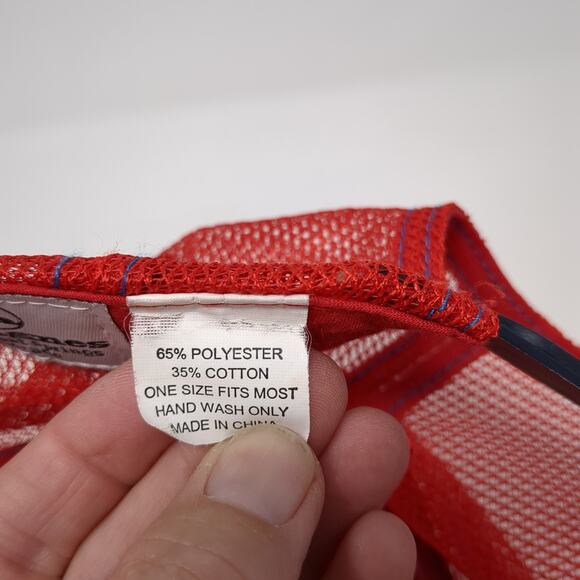 65% POLYESTER
35% COTTON
ONE SIZE FITS MOST
HAND WASH ONLY
MADE IN CHINA